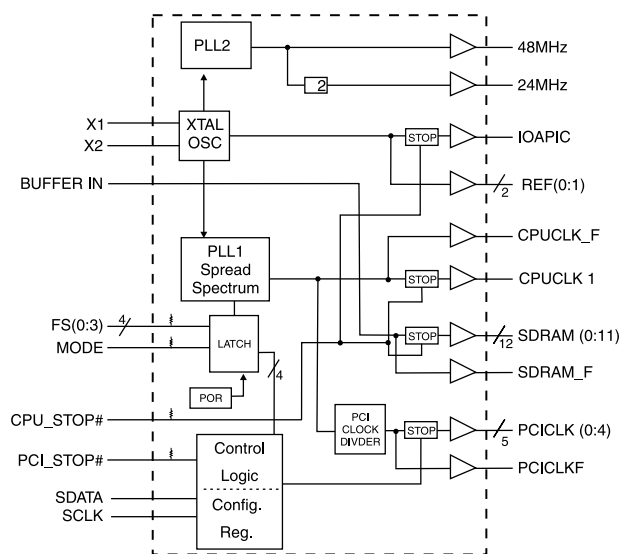 PLL2
48MHz
2
24MHz
X1
X2
XTAL
OSC
STOP
IOAPIC
BUFFER IN
2
REF(0:1)
CPUCLK_F
PLL1
Spread
Spectrum
STOP
CPUCLK 1
FS(0:3)
4
MODE
LATCH
STOP
12
SDRAM (0:11)
4
SDRAM_F
POR
CPU_STOP#
PCI
CLOCK
DIVDER
STOP
5
PCICLK (0:4)
PCI_STOP#
Control
Logic
PCICLKF
SDATA
SCLK
Config.
Reg.